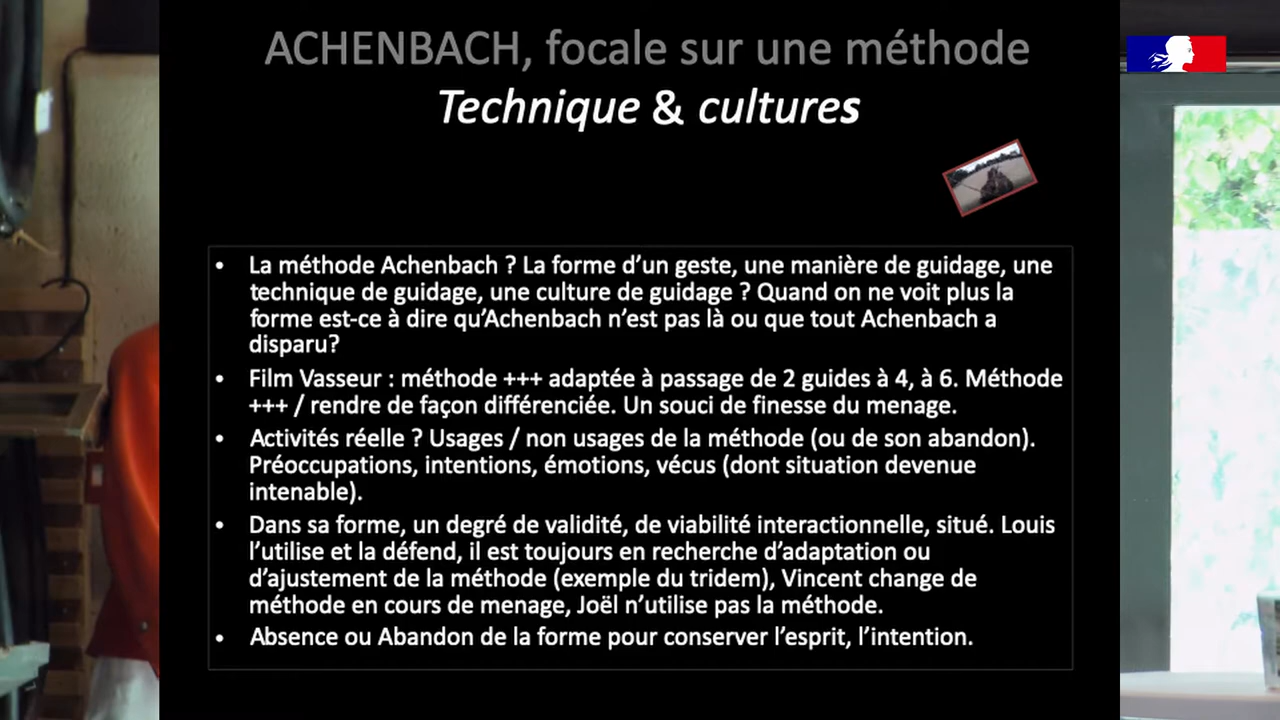 ACHENBACH, focale sur une méthode
Technique & cultures
• La méthode Achenbach ? La forme d’un geste, une manière de guidage, une
technique de guidage, une culture de guidage ? Quand on ne voit plus la
forme est-ce à dire qu’Achenbach n’est pas là ou que tout Achenbach a
disparu?
• Film Vasseur : méthode +++ adaptée à passage de 2 guides à 4, à 6. Méthode
+++ / rendre de façon différenciée. Un souci de finesse du menage.
• Activités réelle ? Usages / non usages de la méthode (ou de son abandon).
Préoccupations, intentions, émotions, vécus (dont situation devenue
intenable).
• Dans sa forme, un degré de validité, de viabilité interactionnelle, situé. Louis
l’utilise et la défend, il est toujours en recherche d’adaptation ou
d’ajustement de la méthode (exemple du tridem), Vincent change de
méthode en cours de menage, Joël n’utilise pas la méthode.
• Absence ou Abandon de la forme pour conserver l’esprit, l’intention.